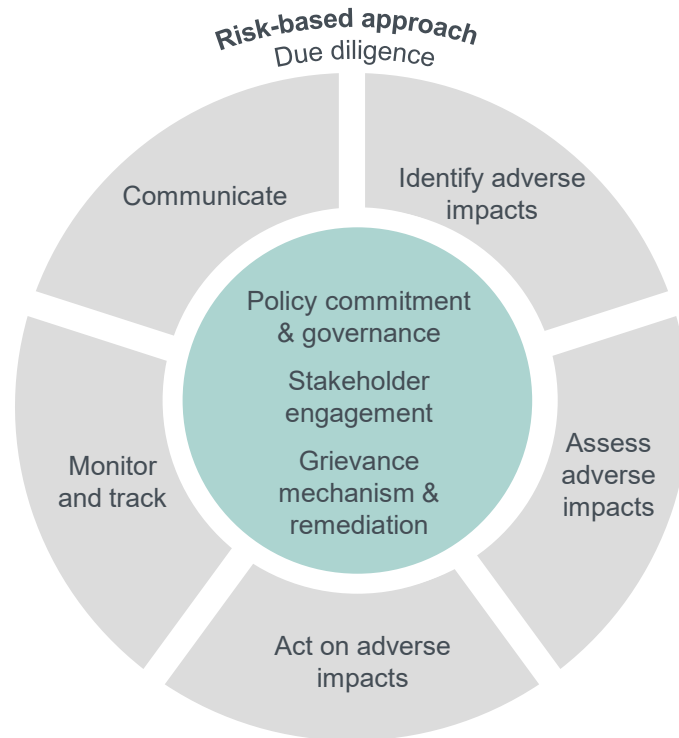 Risk-based approach
Due diligence
Communicate
Identify adverse
impacts
Policy commitment
& governance
Stakeholder
engagement
Grievance
mechanism &
remediation
Assess
adverse
impacts
Monitor
and track
Act on adverse
impacts